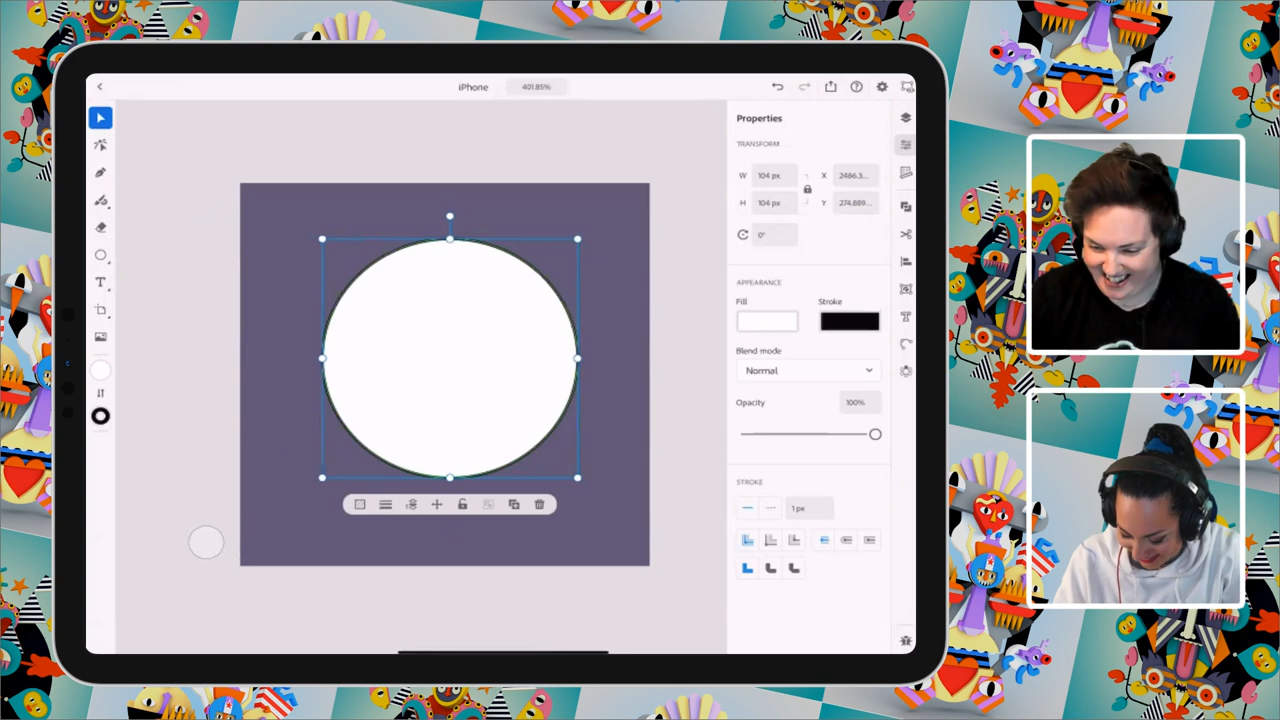 iPhone
401.85%
Properties
TRANSFORM
W 104 px X 2486.3...
H 104 px Y 274.889...
0°
APPEARANCE
Fill
Stroke
Blend mode
Normal
Opacity
100%
STROKE
1 px